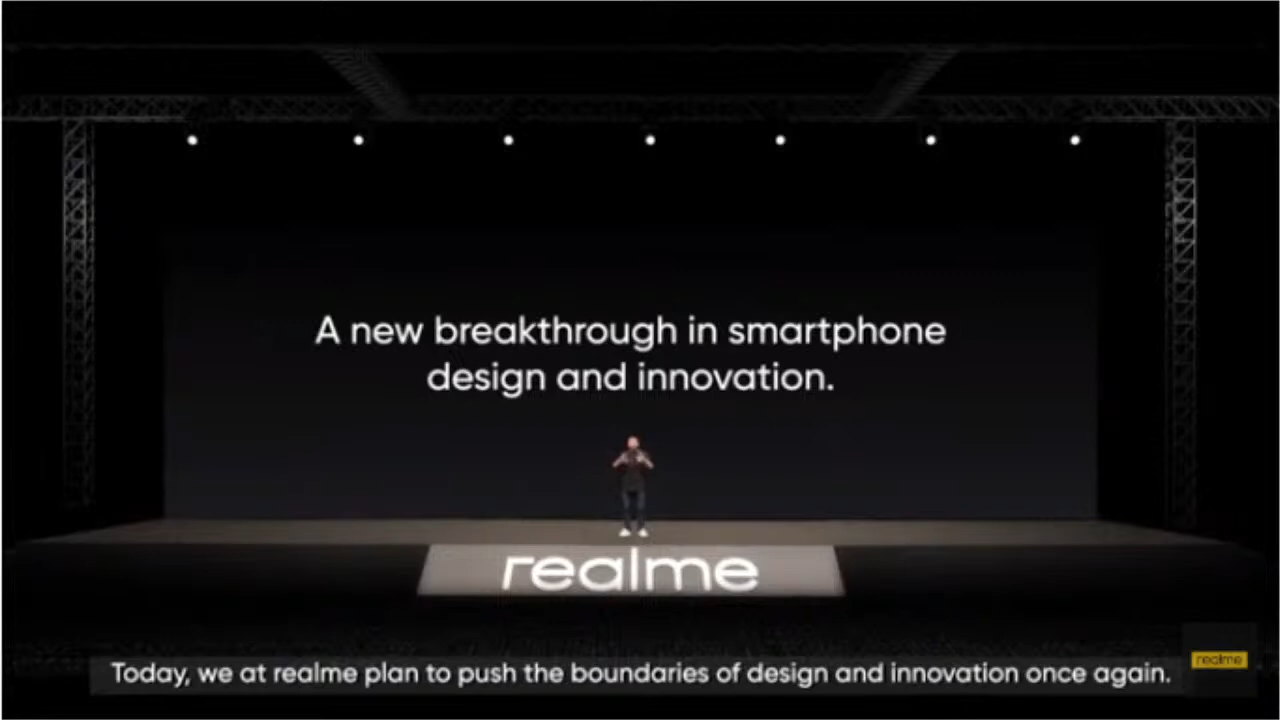 A new breakthrough in smartphone
design and innovation.
realme
Today, we at realme plan to push the boundaries of design and innovation once again.
realme